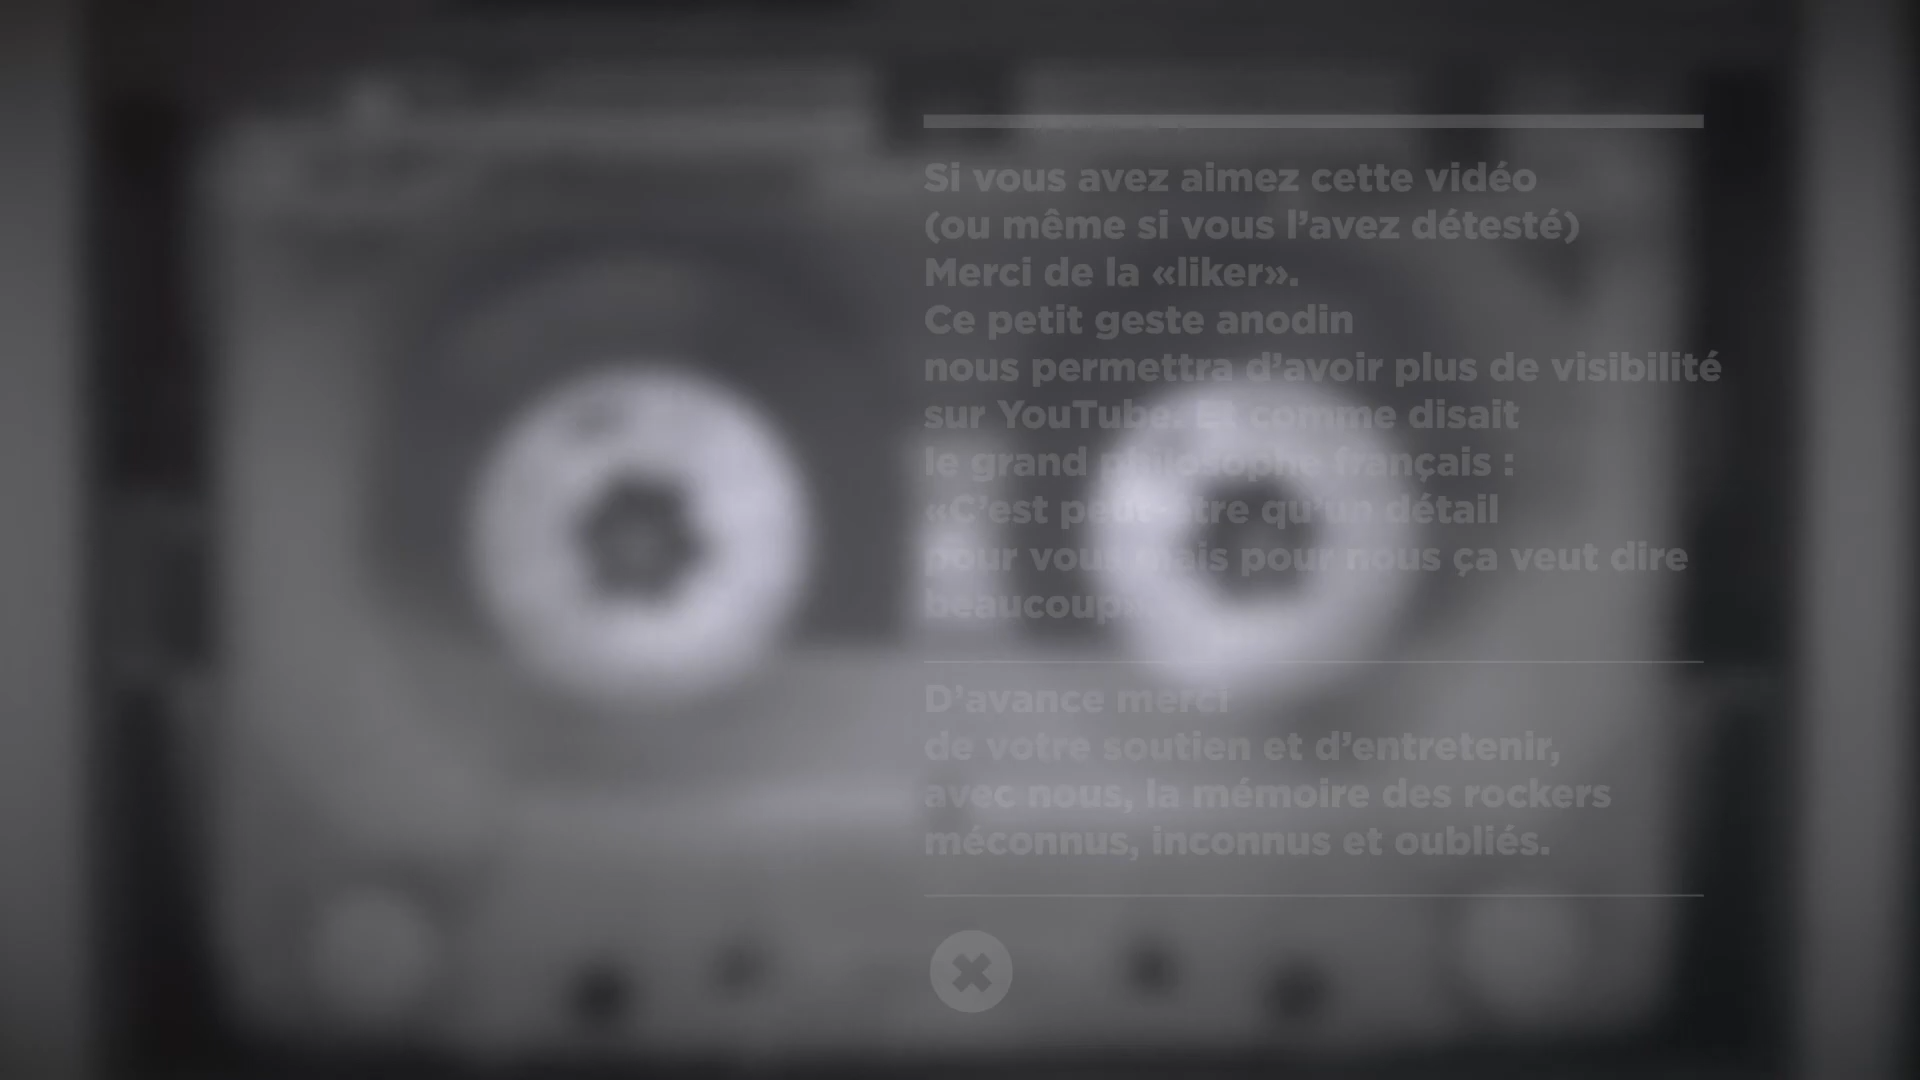 Si vous avez aimez cette vidéo
(ou même si vous l’avez détesté)
Merci de la «liker».
Ce petit geste anodin
nous permettra d’avoir plus de visibilité
sur YouTube. Et comme disait
le grand philosophe français :
«C’est peut-être qu’un détail
pour vous mais pour nous ça veut dire
beaucoup»
D’avance merci
de votre soutien et d’entretenir,
avec nous, la mémoire des rockers
méconnus, inconnus et oubliés.